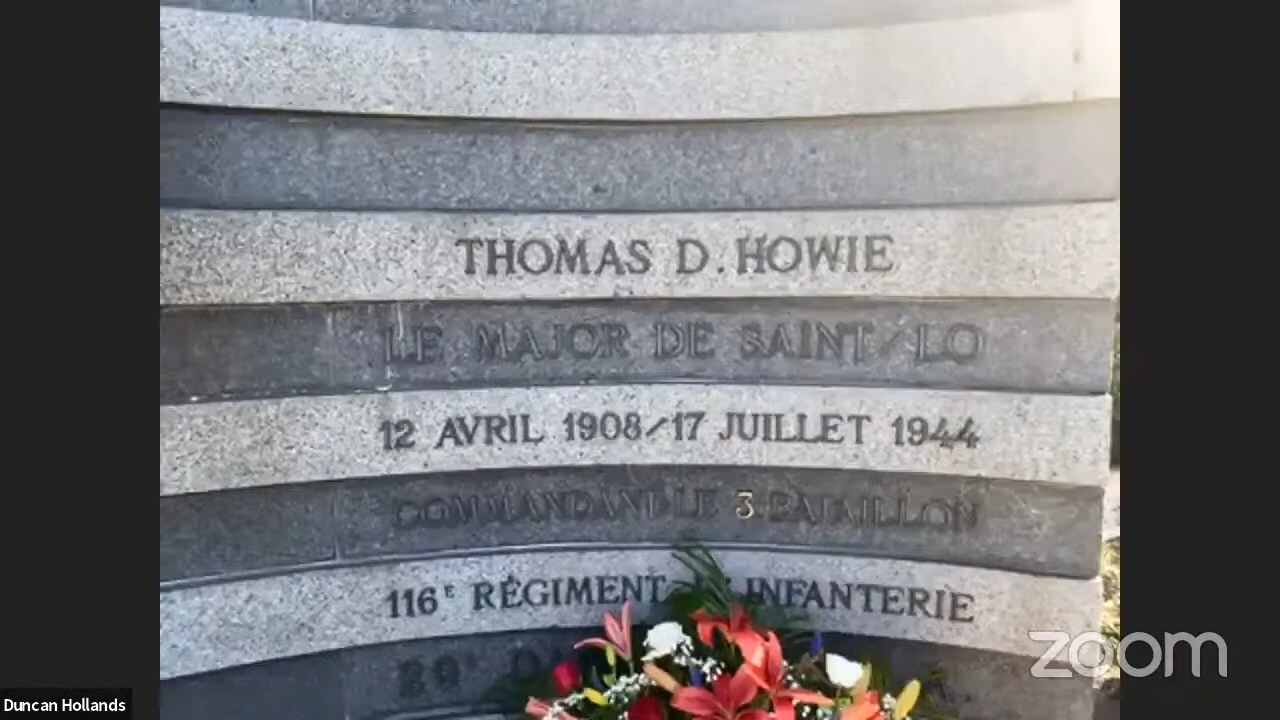 THOMAS D. HOWIE
LE MAJOR DE SAINT/LO
12 AVRIL 1908/17 JUILLET 1944
COMMANDANT LE 3 BATAILLON
116E RÉGIMENT INFANTERIE
29E
zoom
Duncan Hollands